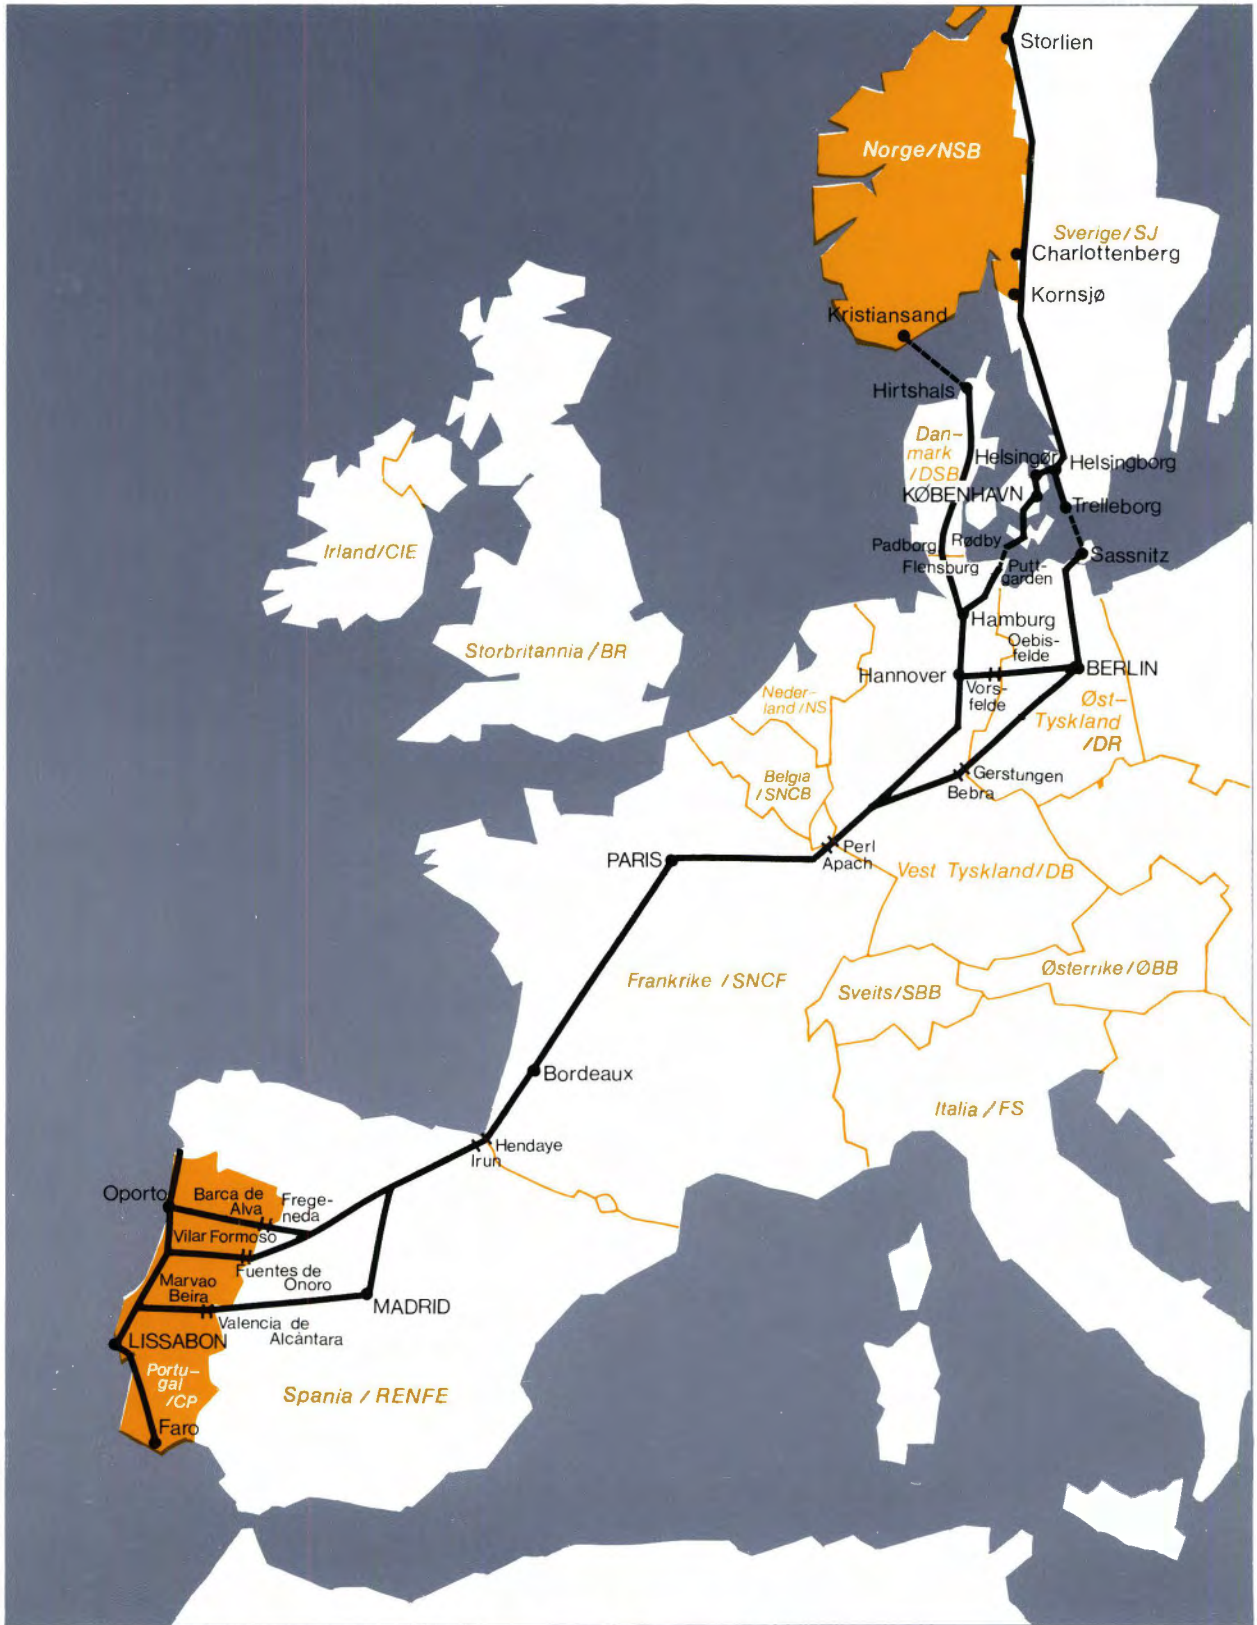 Storlien
Norge/NSB
Sverige/SJ
Charlottenberg
Kornsjø
Kristiansand
Hirtshals
Dan-
mark
/DSB
Helsingør
Helsingborg
KØBENHAVN
Trelleborg
Padborg
Rødby
Sassnitz
Flensburg
Putt-
garden
Irland/CIE
Hamburg
Storbritannia/BR
Oebis-
felde
Hannover
BERLIN
Vors-
felde
Neder-
land/NS
Øst-
Tyskland
/DR
Belgia
/SNCB
Gerstungen
Bebra
PARIS
Perl
Apach
Vest Tyskland/DB
Frankrike /SNCF
Sveits/SBB
Østerrike/ØBB
Bordeaux
Italia /FS
Hendaye
Irun
Oporto
Barca de
Alva
Frege-
neda
Vilar Formoso
Fuentes de
Onoro
Marvao
Beira
MADRID
Valencia de
Alcàntara
LISSABON
Portu-
gal
/CP
Spania / RENFE
Faro